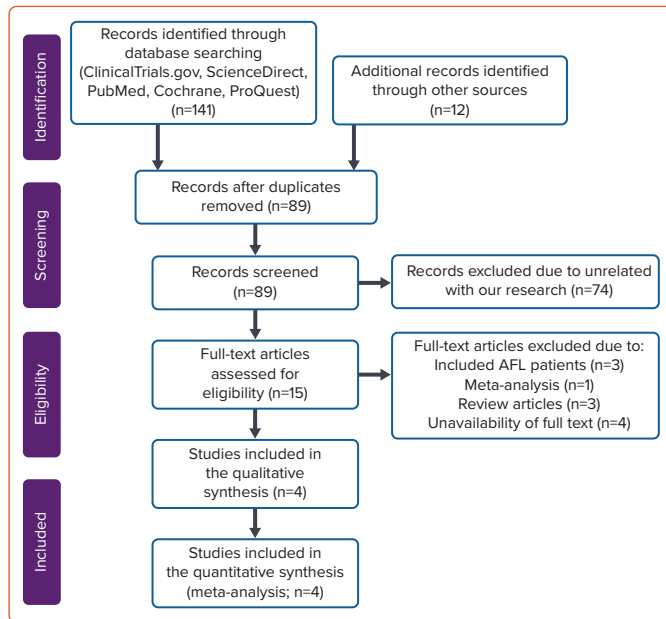 Identification
Records identified through
database searching
(ClinicalTrials.gov, ScienceDirect,
PubMed, Cochrane, ProQuest)
(n=141)
Additional records identified
through other sources
(n=12)
Screening
Records after duplicates
removed (n=89)
Records screened
(n=89)
Records excluded due to unrelated
with our research (n=74)
Eligibility
Full-text articles
assessed for
eligibility (n=15)
Full-text articles excluded due to:
Included AFL patients (n=3)
Meta-analysis (n=1)
Review articles (n=3)
Unavailability of full text (n=4)
Studies included in
the qualitative
synthesis (n=4)
Included
Studies included in
the quantitative synthesis
(meta-analysis; n=4)